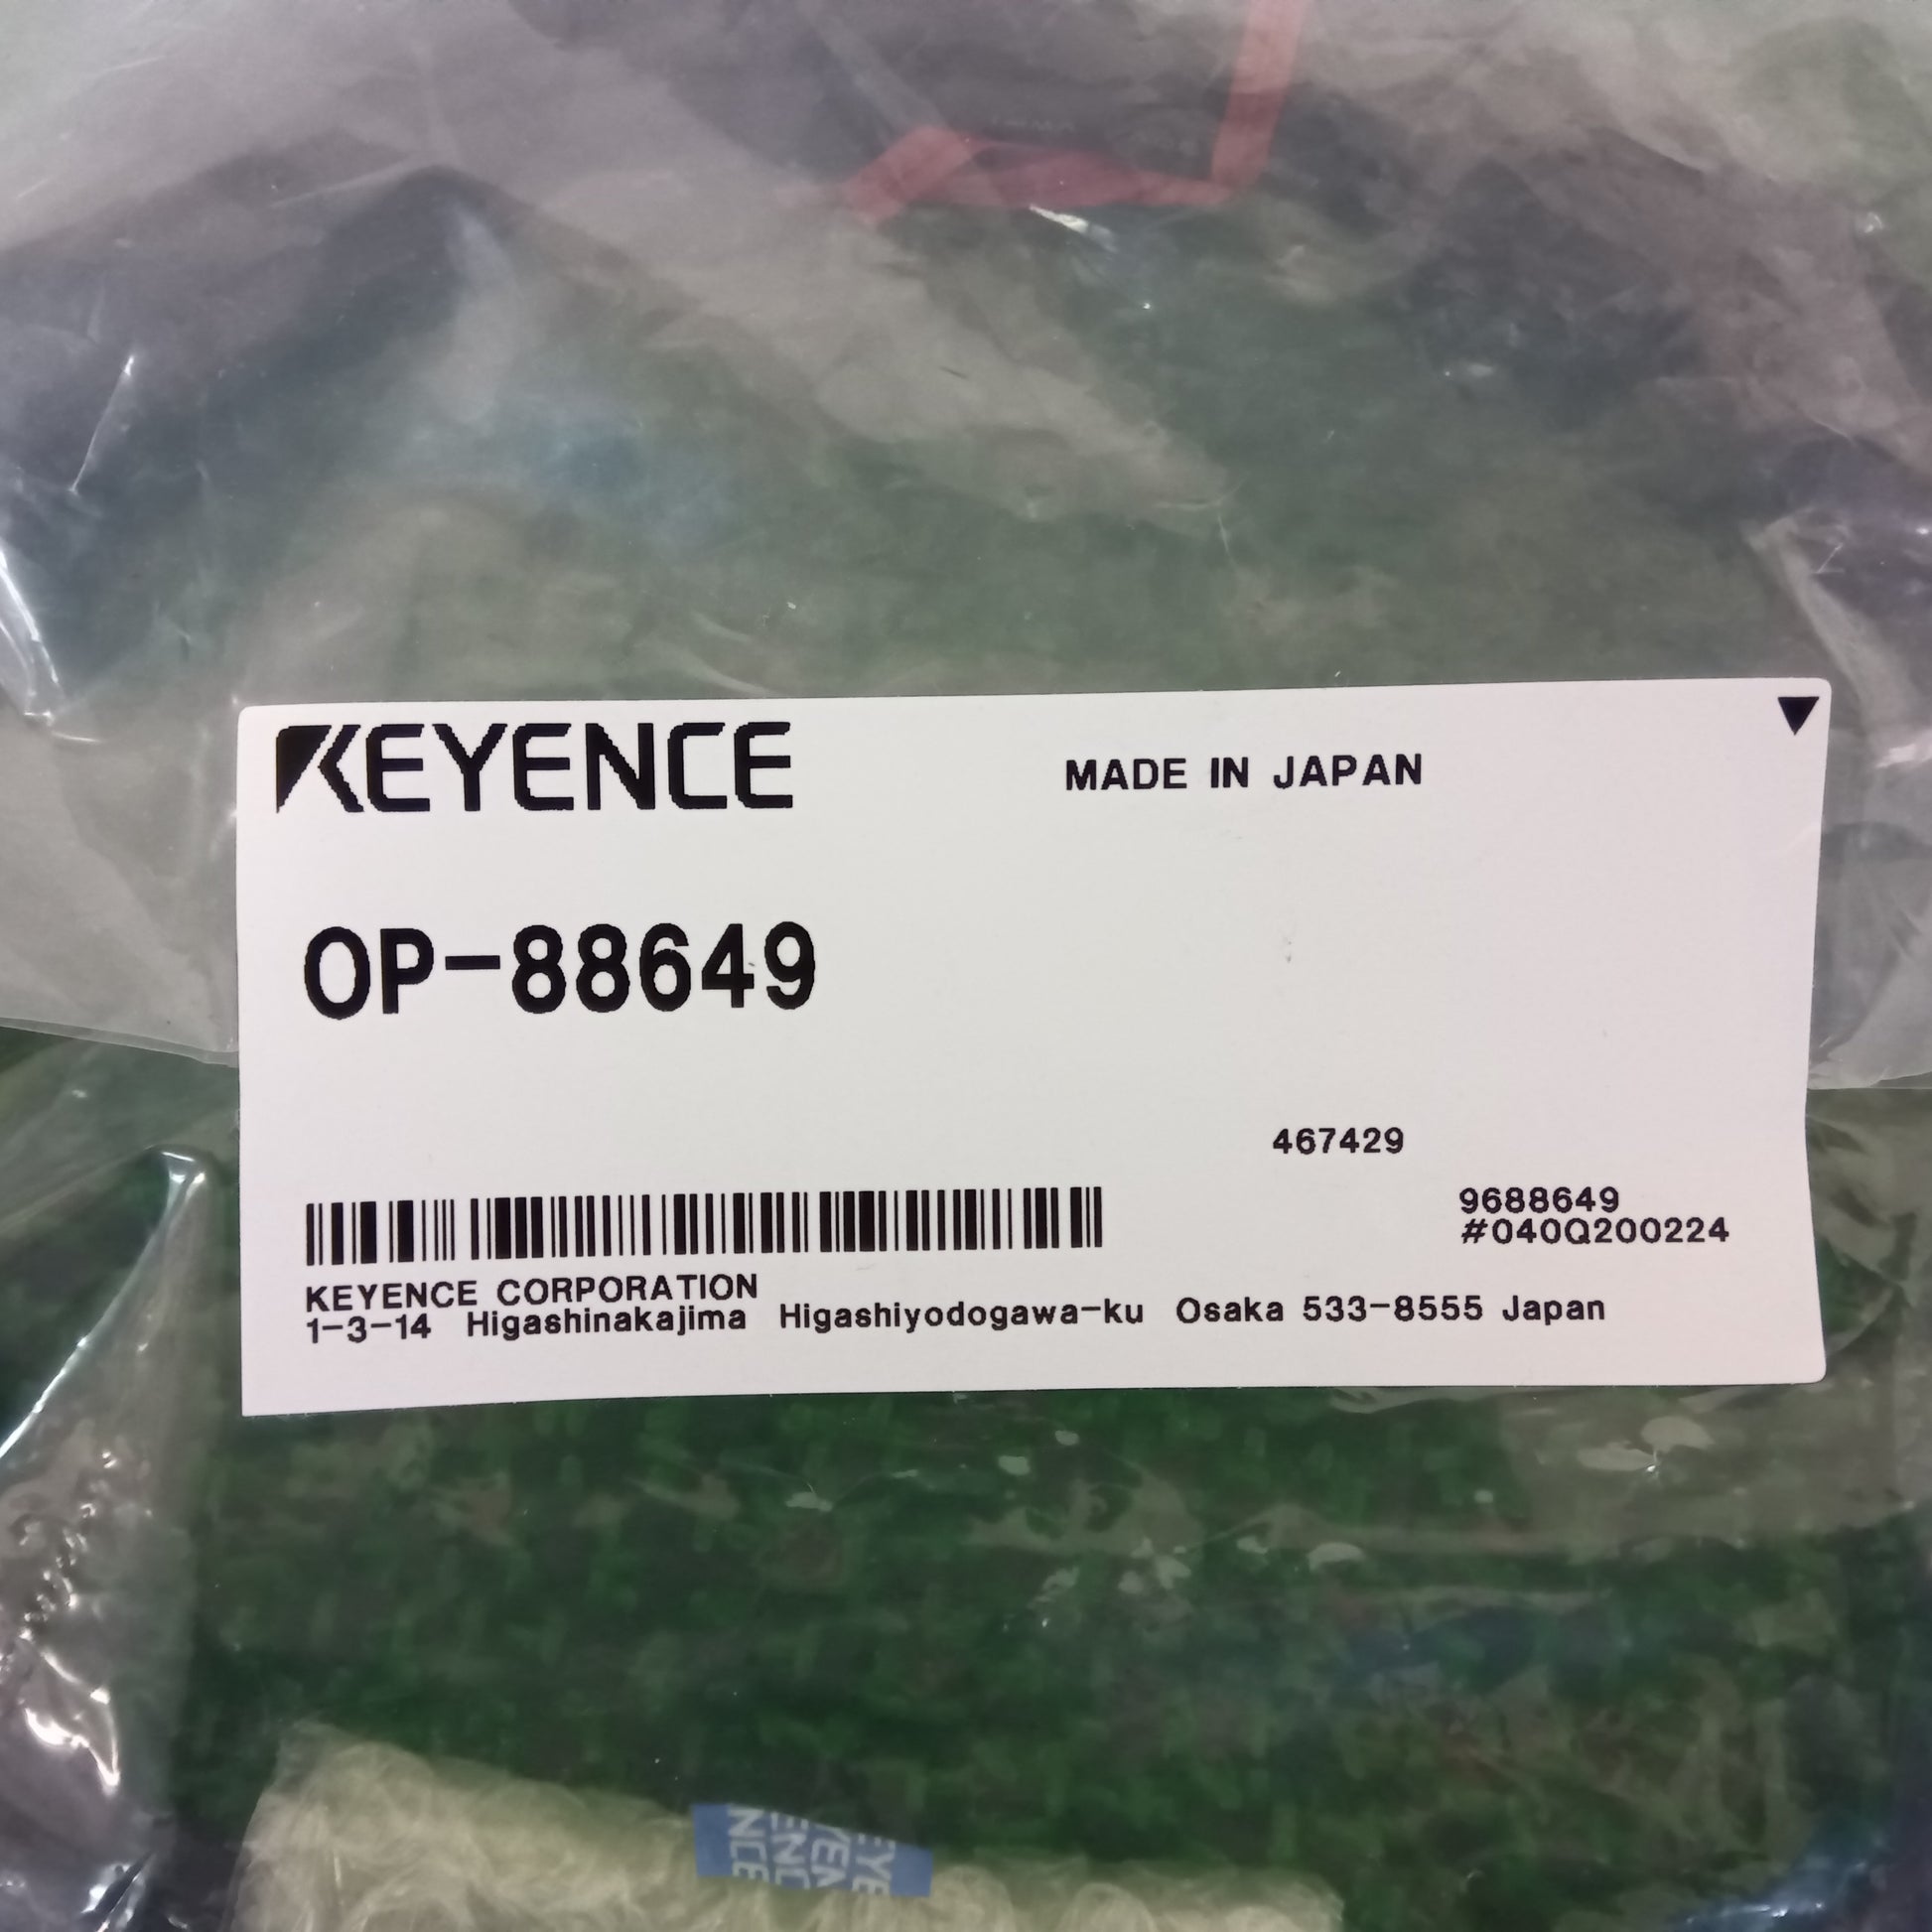 KEYENCE
MADE IN JAPAN
OP-88649
467429
9688649
#040Q200224
KEYENCE CORPORATION
1-3-14 Higashinakajima Higashiyodogawa-ku Osaka 533-8555 Japan